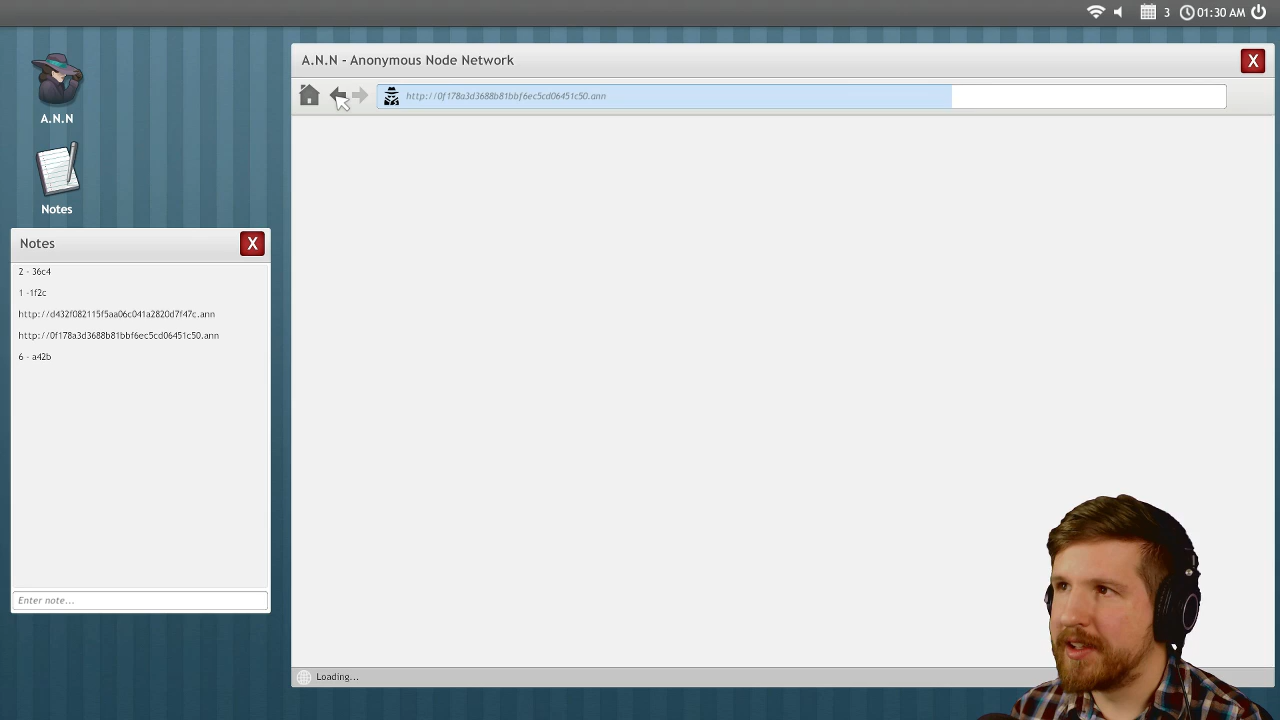 3 01:30 AM
A.N.N
Notes
Notes X
2 - 36c4
1 -1f2c
http://d432f082115f5aa06c041a2820d7f47c.ann
http://0f178a3d3688b81bbf6ec5cd06451c50.ann
6 - a42b
Enter note...
A.N.N - Anonymous Node Network X
http://0f178a3d3688b81bbf6ec5cd06451c50.ann
Loading...